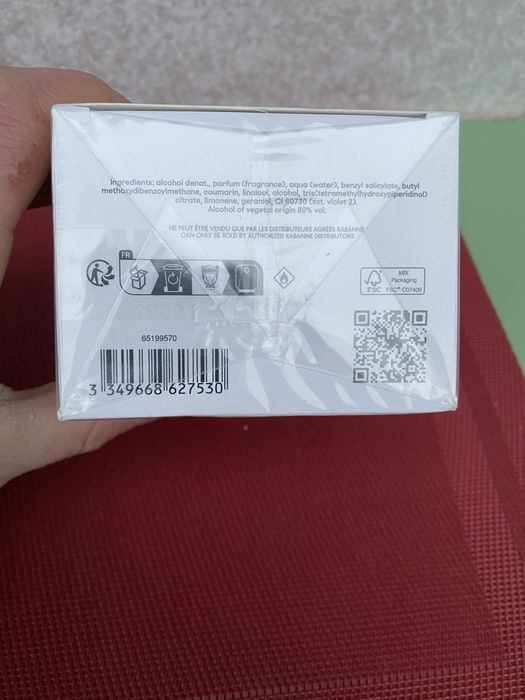 Ingredients: alcohol denat., parfum (fragrance), aqua (water), benzyl salicylate, butyl
methoxydibenzoylmethane, coumarin, linalool, alcohol, tris(tetramethylhydroxypiperidinol)
citrate, limonene, geraniol, CI 60730 (ext. violet 2).
Alcohol of vegetal origin 80% vol.
NE PEUT ÊTRE VENDU QUE PAR LES DISTRIBUTEURS AGRÉÉS RABANNE
CAN ONLY BE SOLD BY AUTHORIZED RABANNE DISTRIBUTORS
FR
MIX
Packaging
FSC
FSC® C07409
65199570
3 349668 627530